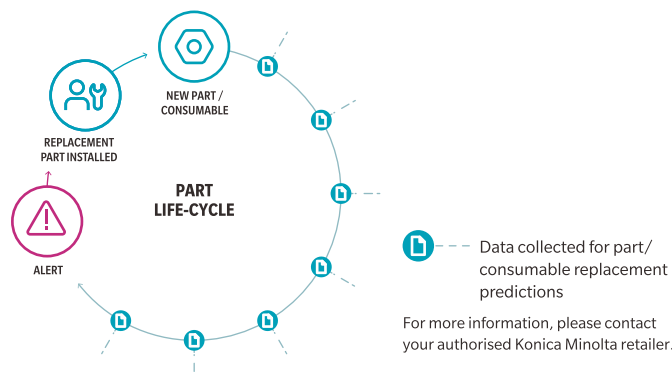 NEW PART /
CONSUMABLE
REPLACEMENT
PART INSTALLED
PART
LIFE-CYCLE
ALERT
Data collected for part/
consumable replacement
predictions
For more information, please contact
your authorised Konica Minolta retailer.